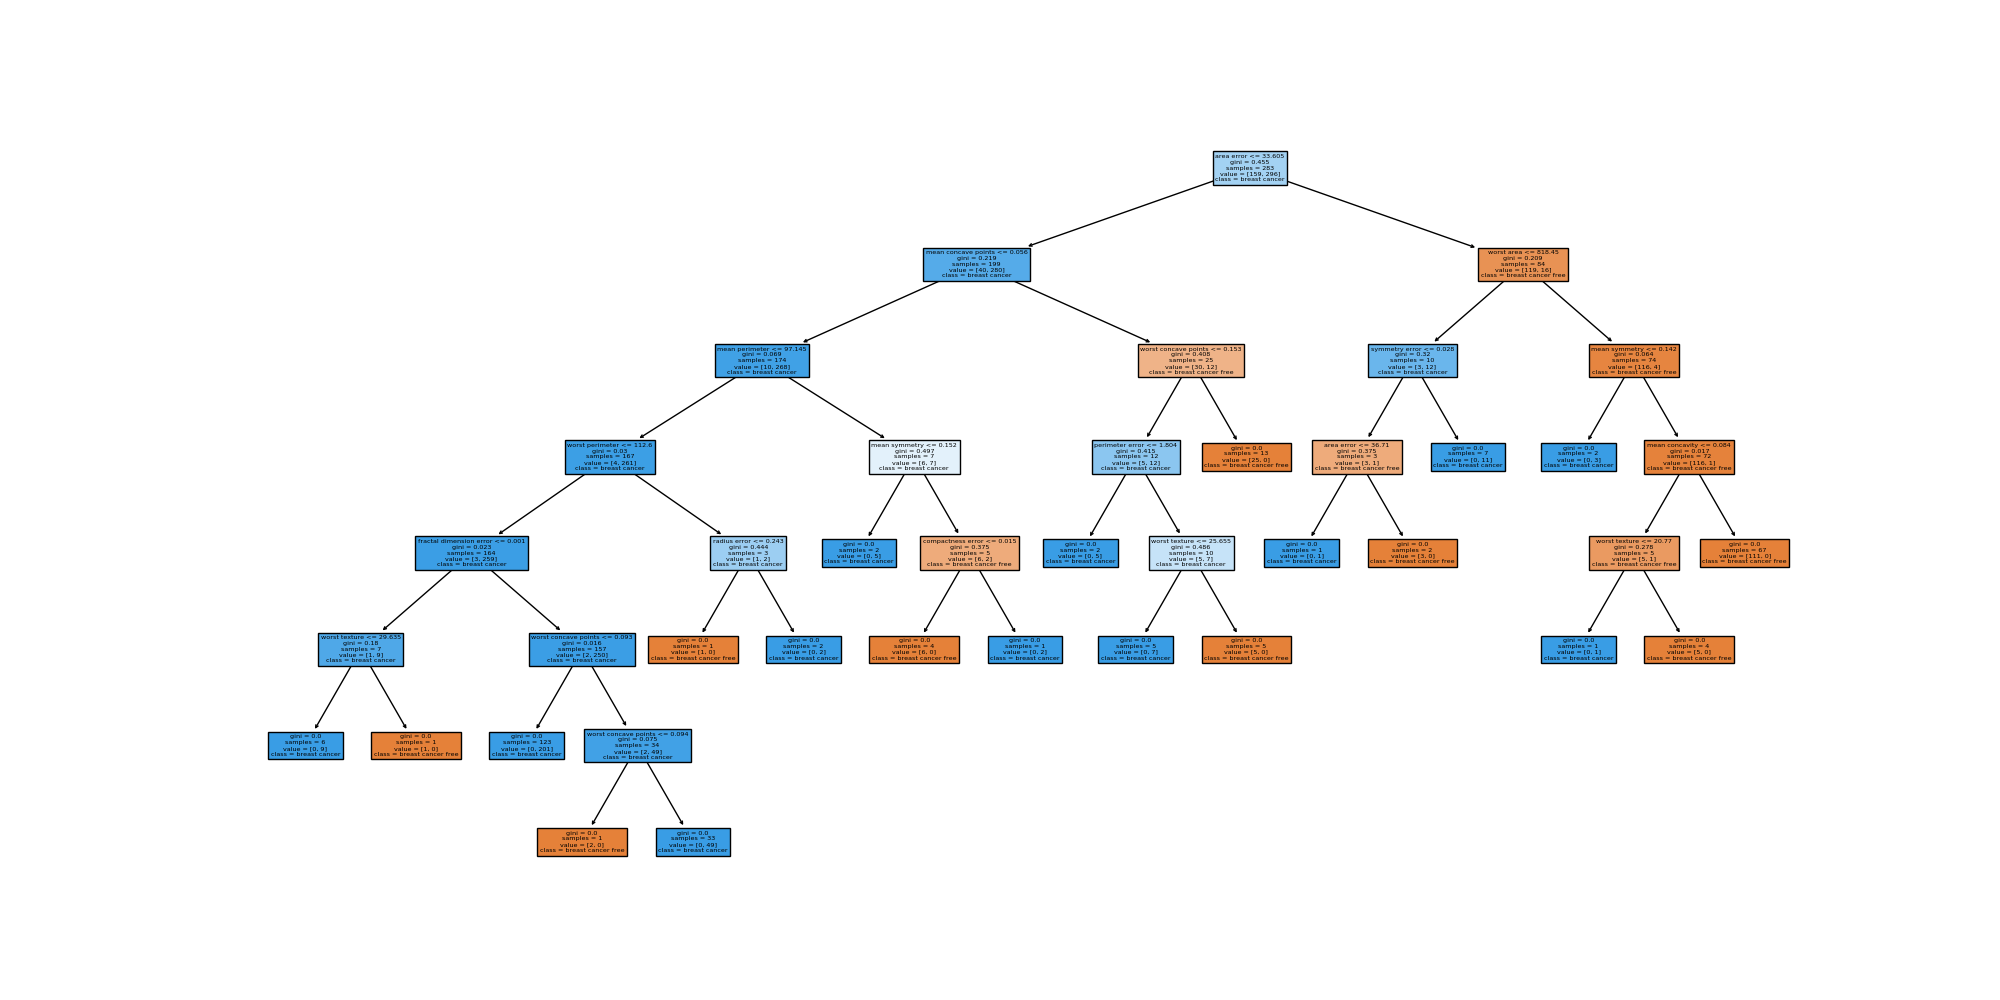 area error <= 33.605
gini = 0.455
samples = 283
value = [159, 296]
class = breast cancer
mean concave points <= 0.056
gini = 0.219
samples = 199
value = [40, 280]
class = breast cancer
worst area <= 818.45
gini = 0.209
samples = 84
value = [119, 16]
class = breast cancer free
mean perimeter <= 97.145
gini = 0.069
samples = 174
value = [10, 268]
class = breast cancer
worst concave points <= 0.153
gini = 0.408
samples = 25
value = [30, 12]
class = breast cancer free
symmetry error <= 0.028
gini = 0.32
samples = 10
value = [3, 12]
class = breast cancer
mean symmetry <= 0.142
gini = 0.064
samples = 74
value = [116, 4]
class = breast cancer free
worst perimeter <= 112.6
gini = 0.03
samples = 167
value = [4, 261]
class = breast cancer
mean symmetry <= 0.152
gini = 0.497
samples = 7
value = [6, 7]
class = breast cancer
perimeter error <= 1.804
gini = 0.415
samples = 12
value = [5, 12]
class = breast cancer
gini = 0.0
samples = 13
value = [25, 0]
class = breast cancer free
area error <= 36.71
gini = 0.375
samples = 3
value = [3, 1]
class = breast cancer free
gini = 0.0
samples = 7
value = [0, 11]
class = breast cancer
gini = 0.0
samples = 2
value = [0, 3]
class = breast cancer
mean concavity <= 0.084
gini = 0.017
samples = 72
value = [116, 1]
class = breast cancer free
fractal dimension error <= 0.001
gini = 0.023
samples = 164
value = [3, 259]
class = breast cancer
radius error <= 0.243
gini = 0.444
samples = 3
value = [1, 2]
class = breast cancer
gini = 0.0
samples = 2
value = [0, 5]
class = breast cancer
compactness error <= 0.015
gini = 0.375
samples = 5
value = [6, 2]
class = breast cancer free
gini = 0.0
samples = 2
value = [0, 5]
class = breast cancer
worst texture <= 25.655
gini = 0.486
samples = 10
value = [5, 7]
class = breast cancer
gini = 0.0
samples = 1
value = [0, 1]
class = breast cancer
gini = 0.0
samples = 2
value = [3, 0]
class = breast cancer free
worst texture <= 20.77
gini = 0.278
samples = 5
value = [5, 1]
class = breast cancer free
gini = 0.0
samples = 67
value = [111, 0]
class = breast cancer free
worst texture <= 29.635
gini = 0.18
samples = 7
value = [1, 9]
class = breast cancer
worst concave points <= 0.093
gini = 0.016
samples = 157
value = [2, 250]
class = breast cancer
gini = 0.0
samples = 1
value = [1, 0]
class = breast cancer free
gini = 0.0
samples = 2
value = [0, 2]
class = breast cancer
gini = 0.0
samples = 4
value = [6, 0]
class = breast cancer free
gini = 0.0
samples = 1
value = [0, 2]
class = breast cancer
gini = 0.0
samples = 5
value = [0, 7]
class = breast cancer
gini = 0.0
samples = 5
value = [5, 0]
class = breast cancer free
gini = 0.0
samples = 1
value = [0, 1]
class = breast cancer
gini = 0.0
samples = 4
value = [5, 0]
class = breast cancer free
gini = 0.0
samples = 6
value = [0, 9]
class = breast cancer
gini = 0.0
samples = 1
value = [1, 0]
class = breast cancer free
gini = 0.0
samples = 123
value = [0, 201]
class = breast cancer
worst concave points <= 0.094
gini = 0.075
samples = 34
value = [2, 49]
class = breast cancer
gini = 0.0
samples = 1
value = [2, 0]
class = breast cancer free
gini = 0.0
samples = 33
value = [0, 49]
class = breast cancer